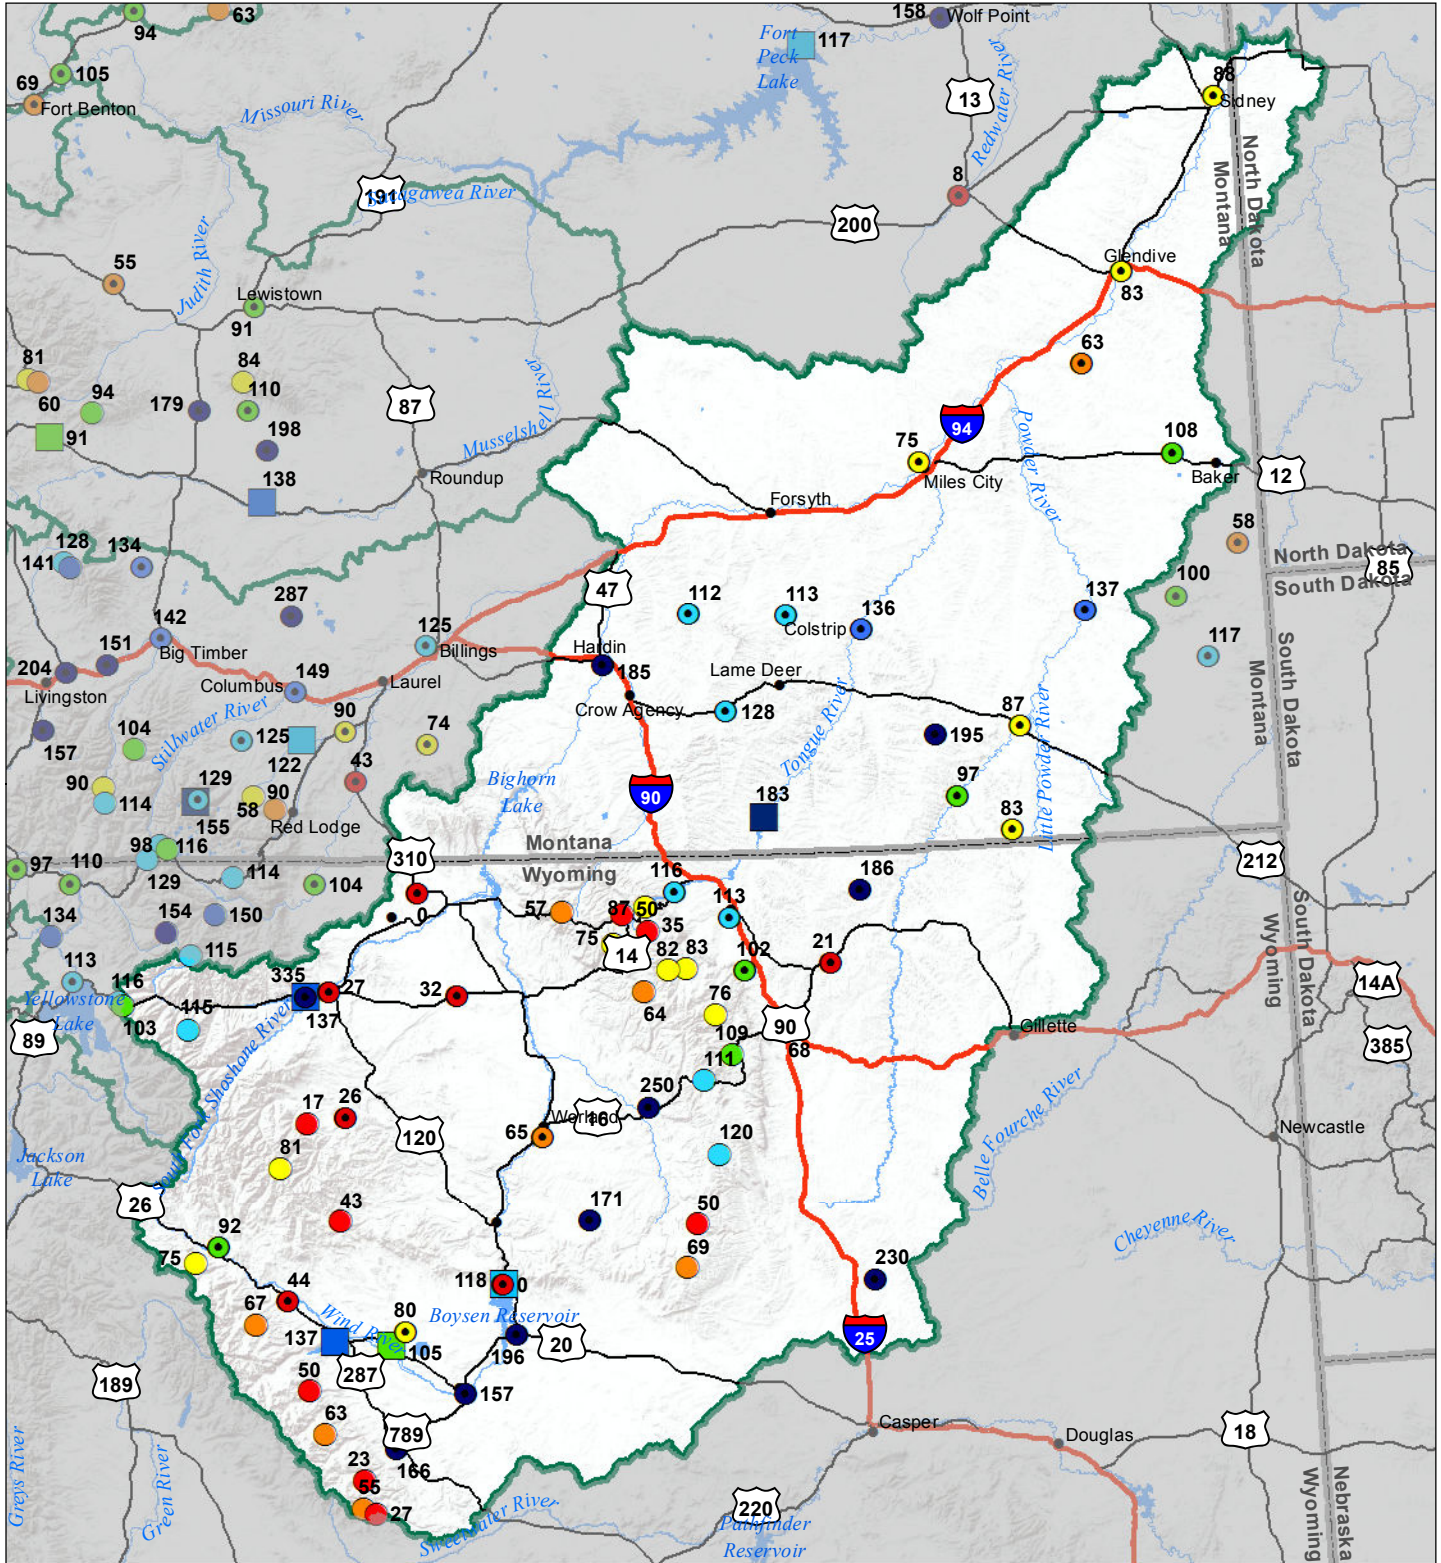 94
63
158
Wolf Point
Fort
Peck
Lake
117
105
69
Fort Benton
Missouri River
13
Redwater River
88
Sidney
North Dakota
Montana
191
Sacagawea River
8
200
Judith River
55
Lewistown
91
Glendive
83
81
84
94
110
60
91
179
198
138
87
Musselshell River
Roundup
63
94
75
Miles City
Powder River
108
Baker
12
Forsyth
58
North Dakota
South Dakota
85
100
117
128
141
134
287
47
112
113
Colstrip
136
137
142
Big Timber
151
204
Livingston
149
Columbus
125
Billings
Laurel
Hardin
185
Crow Agency
Lame Deer
128
Tongue River
87
195
Little Powder River
South Dakota
Montana
157
104
Stillwater River
125
122
90
74
43
90
114
129
155
90
58
Red Lodge
Bighorn
Lake
90
183
97
83
Montana
Wyoming
310
212
98
116
97
110
129
114
104
0
116
57
87
50
35
75
14
113
186
134
154
150
113
115
82
83
102
21
South Dakota
Wyoming
14A
Yellowstone
Lake
116
103
115
335
137
27
32
64
76
109
90
68
Gillette
89
385
South Fork Shoshone River
111
250
17
26
120
Worland
16
65
120
Belle Fourche River
Newcastle
Jackson
Lake
81
26
43
171
50
69
Cheyenne River
92
75
44
118
0
230
67
Wind River
80
Boysen Reservoir
137
105
287
196
20
25
189
50
157
63
789
166
Casper
Douglas
18
23
55
27
Greys River
Green River
Sweetwater River
220
Pathfinder
Reservoir
Nebraska
Wyoming